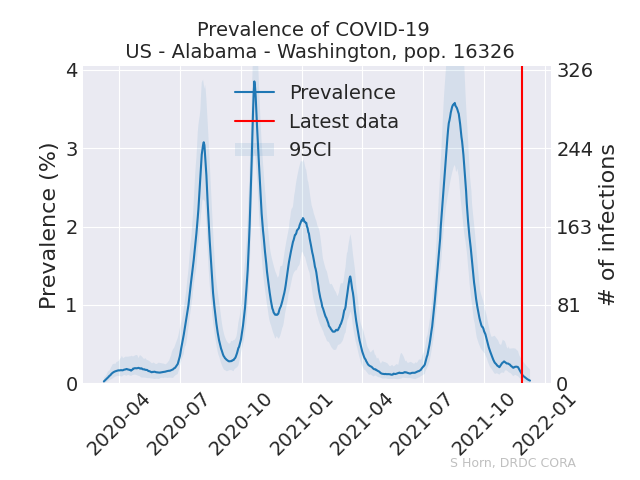 Prevalence of COVID-19
US - Alabama - Washington, pop. 16326
Prevalence (%)
4
3
2
1
0
Prevalence
Latest data
95CI
326
244
163
81
0
# of infections
2020-04
2020-07
2020-10
2021-01
2021-04
2021-07
2021-10
2022-01
S Horn, DRDC CORA